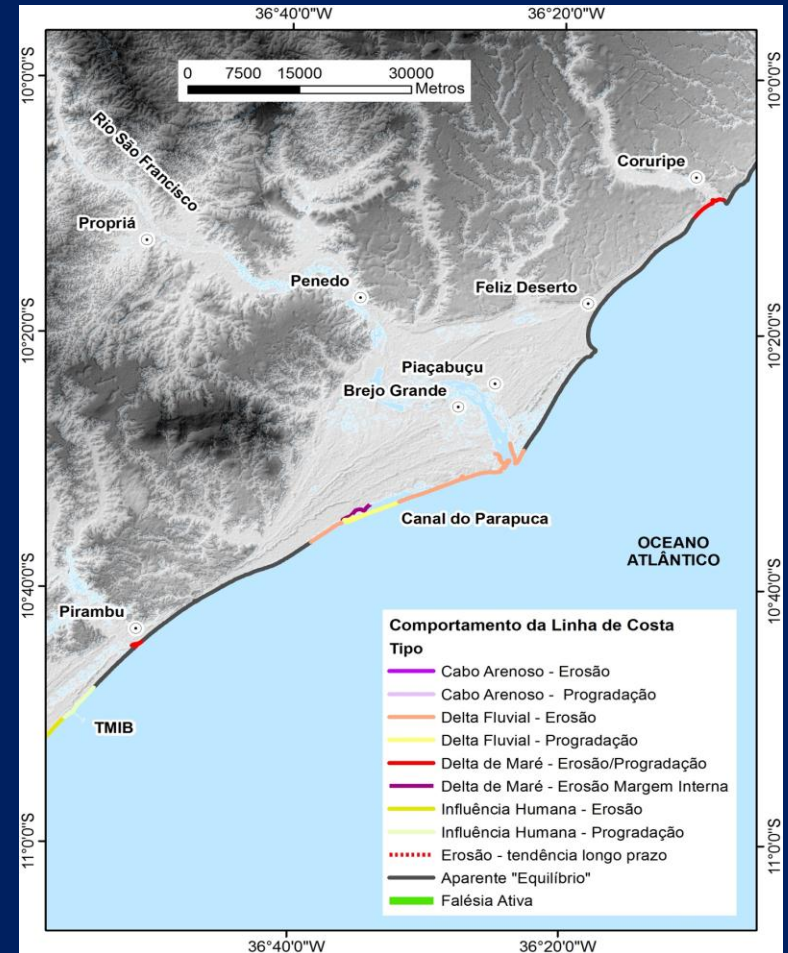 36°40'0"W 36°20'0"W
10°0'0"S 10°0'0"S
0 7500 15000 30000
Metros
Rio São Francisco
Coruripe
Propriá
Penedo
Feliz Deserto
10°20'0"S 10°20'0"S
Piaçabuçu
Brejo Grande
Canal do Parapuca
OCEANO
ATLÂNTICO
10°40'0"S 10°40'0"S
Pirambu
TMIB
Comportamento da Linha de Costa
Tipo
Cabo Arenoso - Erosão
Cabo Arenoso - Progradação
Delta Fluvial - Erosão
Delta Fluvial - Progradação
Delta de Maré - Erosão/Progradação
Delta de Maré - Erosão Margem Interna
Influência Humana - Erosão
Influência Humana - Progradação
Erosão - tendência longo prazo
Aparente "Equilíbrio"
Falésia Ativa
11°0'0"S 11°0'0"S
36°40'0"W 36°20'0"W